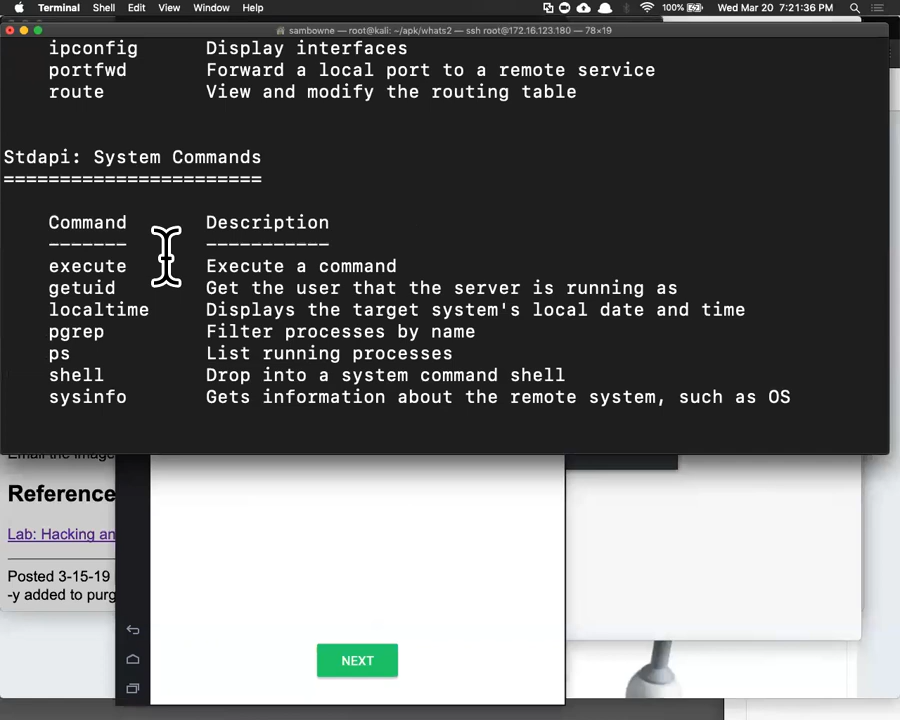 Terminal Shell Edit View Window Help 100% Wed Mar 20 7:21:36 PM
sambowne — root@kali: ~/apk/whats2 — ssh root@172.16.123.180 — 78×19
ipconfig Display interfaces
portfwd Forward a local port to a remote service
route View and modify the routing table
Stdapi: System Commands
=======================
Command Description
------- -----------
execute Execute a command
getuid Get the user that the server is running as
localtime Displays the target system's local date and time
pgrep Filter processes by name
ps List running processes
shell Drop into a system command shell
sysinfo Gets information about the remote system, such as OS
Email the image
Reference
Lab: Hacking an
Posted 3-15-19
-y added to purg
NEXT